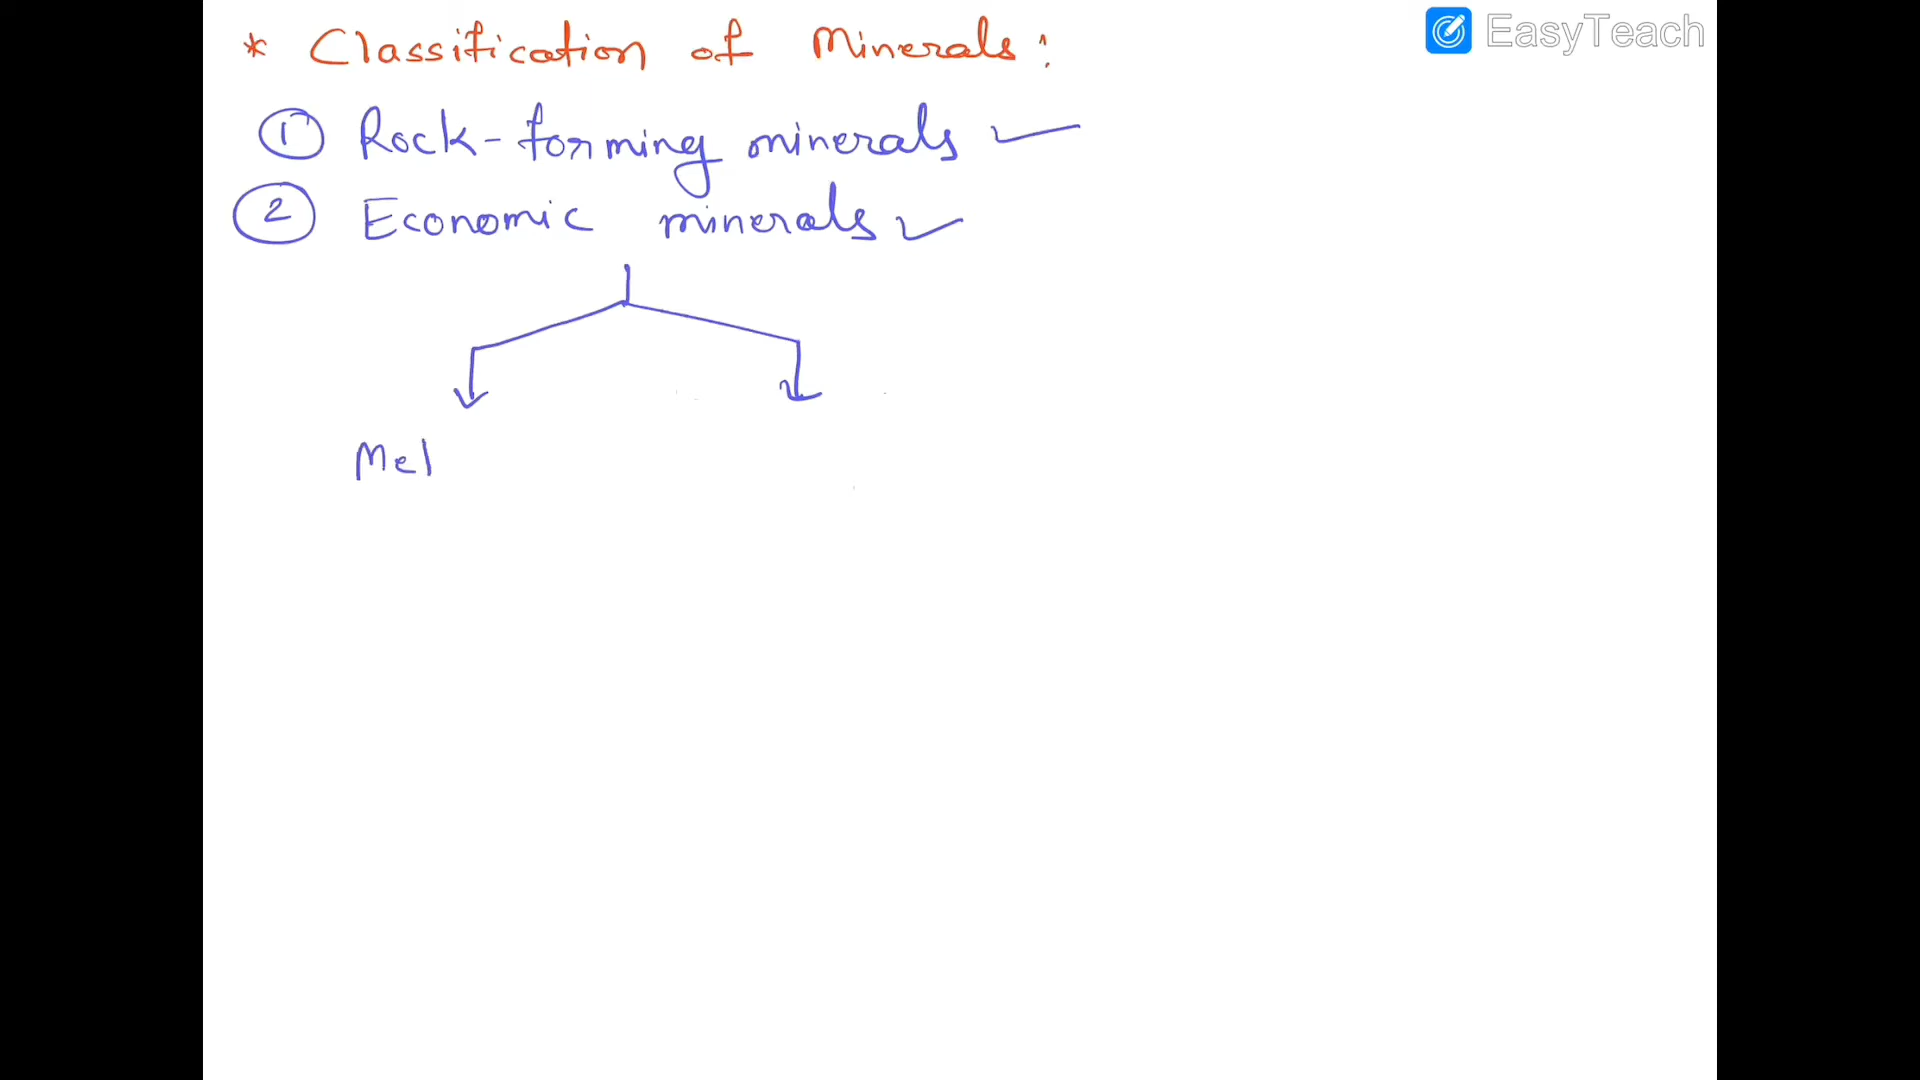 * Classification of Minerals:
EasyTeach
1 Rock-forming minerals
2 Economic minerals
Mel